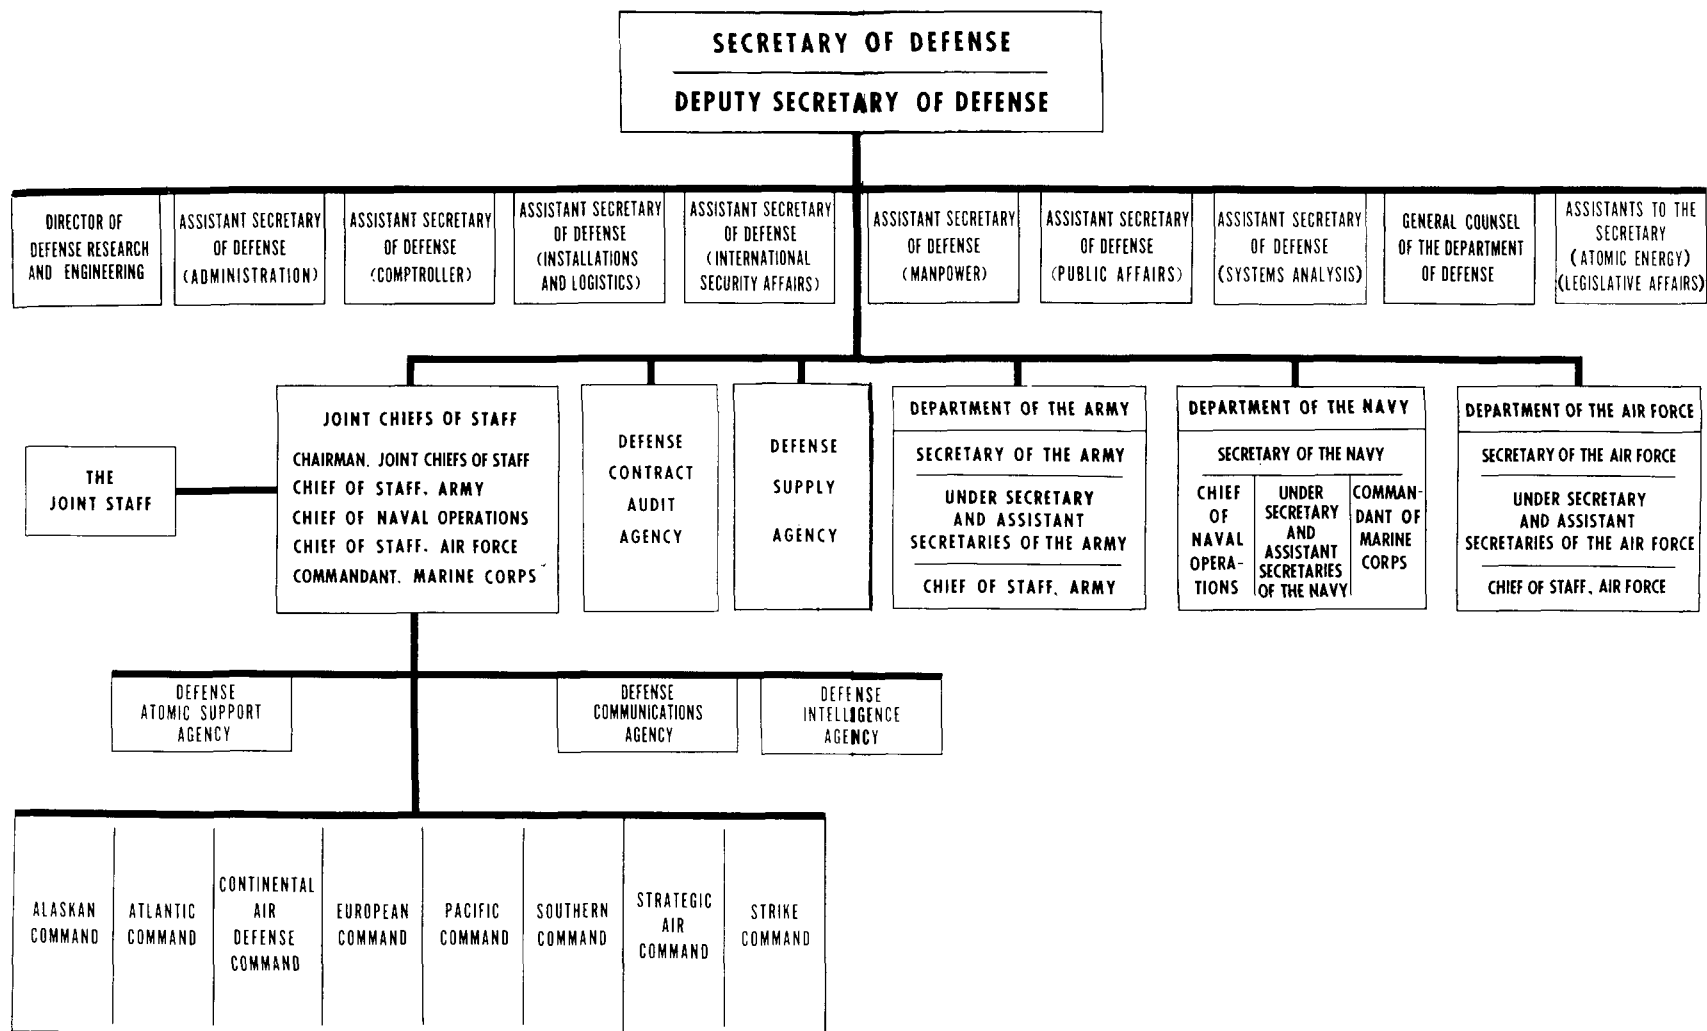 SECRETARY OF DEFENSE
DEPUTY SECRETARY OF DEFENSE
DIRECTOR OF
DEFENSE RESEARCH
AND ENGINEERING
ASSISTANT SECRETARY
OF DEFENSE
(ADMINISTRATION)
ASSISTANT SECRETARY
OF DEFENSE
(COMPTROLLER)
ASSISTANT SECRETARY
OF DEFENSE
(INSTALLATIONS
AND LOGISTICS)
ASSISTANT SECRETARY
OF DEFENSE
(INTERNATIONAL
SECURITY AFFAIRS)
ASSISTANT SECRETARY
OF DEFENSE
(MANPOWER)
ASSISTANT SECRETARY
OF DEFENSE
(PUBLIC AFFAIRS)
ASSISTANT SECRETARY
OF DEFENSE
(SYSTEMS ANALYSIS)
GENERAL COUNSEL
OF THE DEPARTMENT
OF DEFENSE
ASSISTANTS TO THE
SECRETARY
(ATOMIC ENERGY)
(LEGISLATIVE AFFAIRS)
THE
JOINT STAFF
JOINT CHIEFS OF STAFF
CHAIRMAN, JOINT CHIEFS OF STAFF
CHIEF OF STAFF, ARMY
CHIEF OF NAVAL OPERATIONS
CHIEF OF STAFF, AIR FORCE
COMMANDANT, MARINE CORPS
DEFENSE
CONTRACT
AUDIT
AGENCY
DEFENSE
SUPPLY
AGENCY
DEPARTMENT OF THE ARMY
SECRETARY OF THE ARMY
UNDER SECRETARY
AND ASSISTANT
SECRETARIES OF THE ARMY
CHIEF OF STAFF, ARMY
DEPARTMENT OF THE NAVY
SECRETARY OF THE NAVY
CHIEF
OF
NAVAL
OPERA-
TIONS
UNDER
SECRETARY
AND
ASSISTANT
SECRETARIES
OF THE NAVY
COMMAN-
DANT OF
MARINE
CORPS
DEPARTMENT OF THE AIR FORCE
SECRETARY OF THE AIR FORCE
UNDER SECRETARY
AND ASSISTANT
SECRETARIES OF THE AIR FORCE
CHIEF OF STAFF, AIR FORCE
DEFENSE
ATOMIC SUPPORT
AGENCY
DEFENSE
COMMUNICATIONS
AGENCY
DEFENSE
INTELLIGENCE
AGENCY
ALASKAN
COMMAND
ATLANTIC
COMMAND
CONTINENTAL
AIR
DEFENSE
COMMAND
EUROPEAN
COMMAND
PACIFIC
COMMAND
SOUTHERN
COMMAND
STRATEGIC
AIR
COMMAND
STRIKE
COMMAND